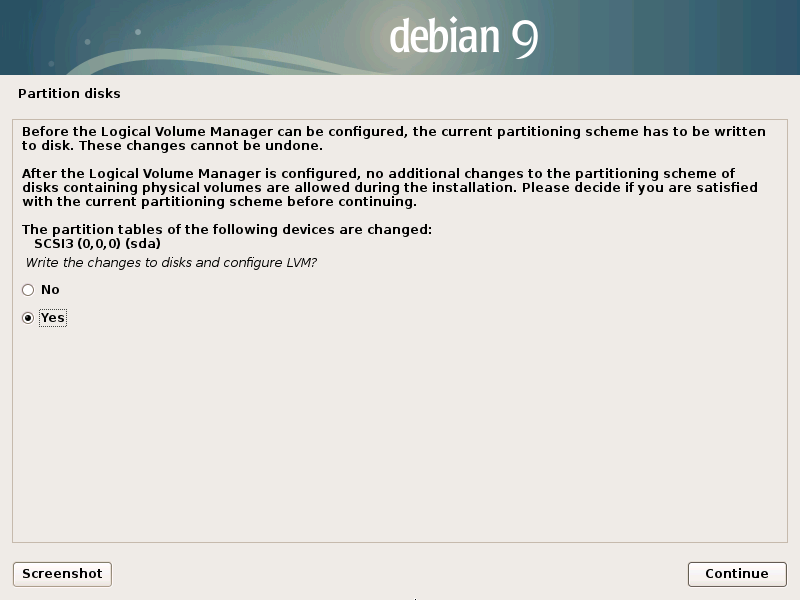 debian 9
Partition disks
Before the Logical Volume Manager can be configured, the current partitioning scheme has to be written
to disk. These changes cannot be undone.
After the Logical Volume Manager is configured, no additional changes to the partitioning scheme of
disks containing physical volumes are allowed during the installation. Please decide if you are satisfied
with the current partitioning scheme before continuing.
The partition tables of the following devices are changed:
SCSI3 (0,0,0) (sda)
Write the changes to disks and configure LVM?
No
Yes
Screenshot
Continue